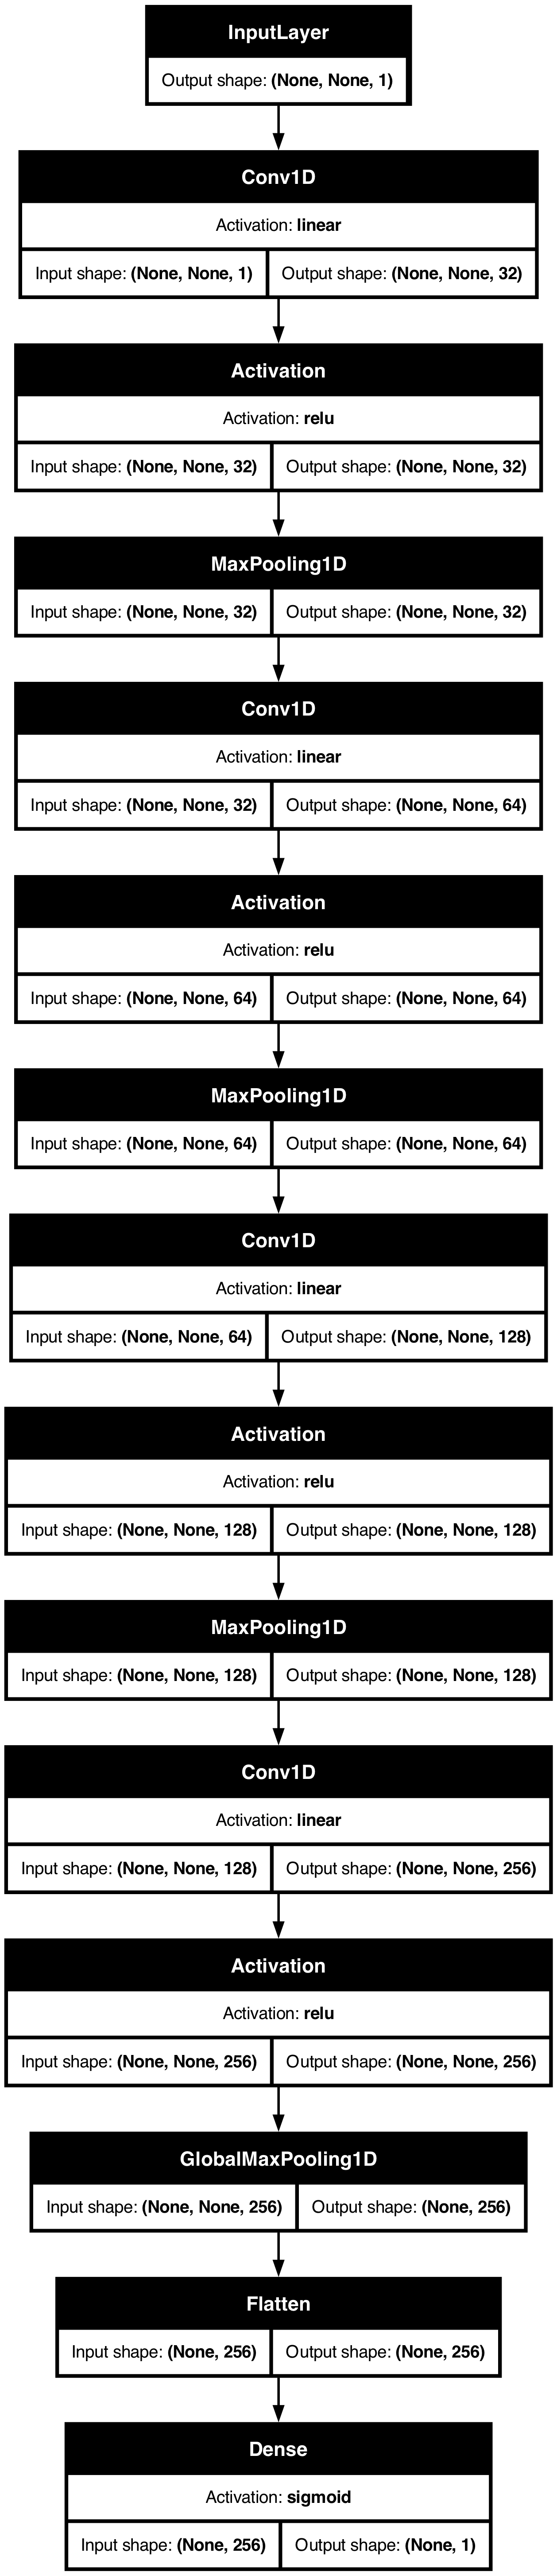 InputLayer
Output shape: (None, None, 1)
Conv1D
Activation: linear
Input shape: (None, None, 1) Output shape: (None, None, 32)
Activation
Activation: relu
Input shape: (None, None, 32) Output shape: (None, None, 32)
MaxPooling1D
Input shape: (None, None, 32) Output shape: (None, None, 32)
Conv1D
Activation: linear
Input shape: (None, None, 32) Output shape: (None, None, 64)
Activation
Activation: relu
Input shape: (None, None, 64) Output shape: (None, None, 64)
MaxPooling1D
Input shape: (None, None, 64) Output shape: (None, None, 64)
Conv1D
Activation: linear
Input shape: (None, None, 64) Output shape: (None, None, 128)
Activation
Activation: relu
Input shape: (None, None, 128) Output shape: (None, None, 128)
MaxPooling1D
Input shape: (None, None, 128) Output shape: (None, None, 128)
Conv1D
Activation: linear
Input shape: (None, None, 128) Output shape: (None, None, 256)
Activation
Activation: relu
Input shape: (None, None, 256) Output shape: (None, None, 256)
GlobalMaxPooling1D
Input shape: (None, None, 256) Output shape: (None, 256)
Flatten
Input shape: (None, 256) Output shape: (None, 256)
Dense
Activation: sigmoid
Input shape: (None, 256) Output shape: (None, 1)